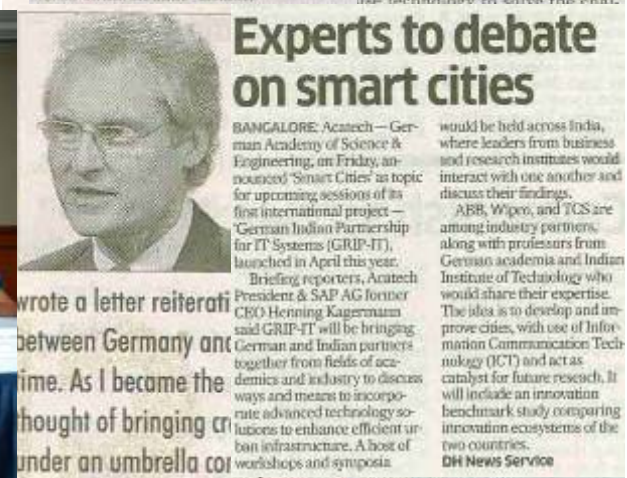 Experts to debate
on smart cities
BANGALORE: Acatech — Ger-
man Academy of Science &
Engineering, on Friday, an-
nounced 'Smart Cities' as topic
for upcoming sessions of its
first international project —
'German Indian Partnership
for IT Systems (GRIP-IT),
launched in April this year.
Briefing reporters, Acatech
President & SAP AG former
CEO Henning Kagermann
said GRIP-IT will be bringing
German and Indian partners
together from fields of aca-
demics and industry to discuss
ways and means to incorpo-
rate advanced technology so-
lutions to enhance efficient ur-
ban infrastructure. A host of
workshops and symposia
would be held across India,
where leaders from business
and research institutes would
interact with one another and
discuss their findings.
ABB, Wipro, and TCS are
among industry partners,
along with professors from
German academia and Indian
Institute of Technology who
would share their expertise.
The idea is to develop and im-
prove cities, with use of Infor-
mation Communication Tech-
nology (ICT) and act as
catalyst for future reseach. It
will include an innovation
benchmark study comparing
innovation ecosystems of the
two countries.
DH News Service
wrote a letter reiterati
between Germany and
ime. As I became the
thought of bringing cr
under an umbrella cor